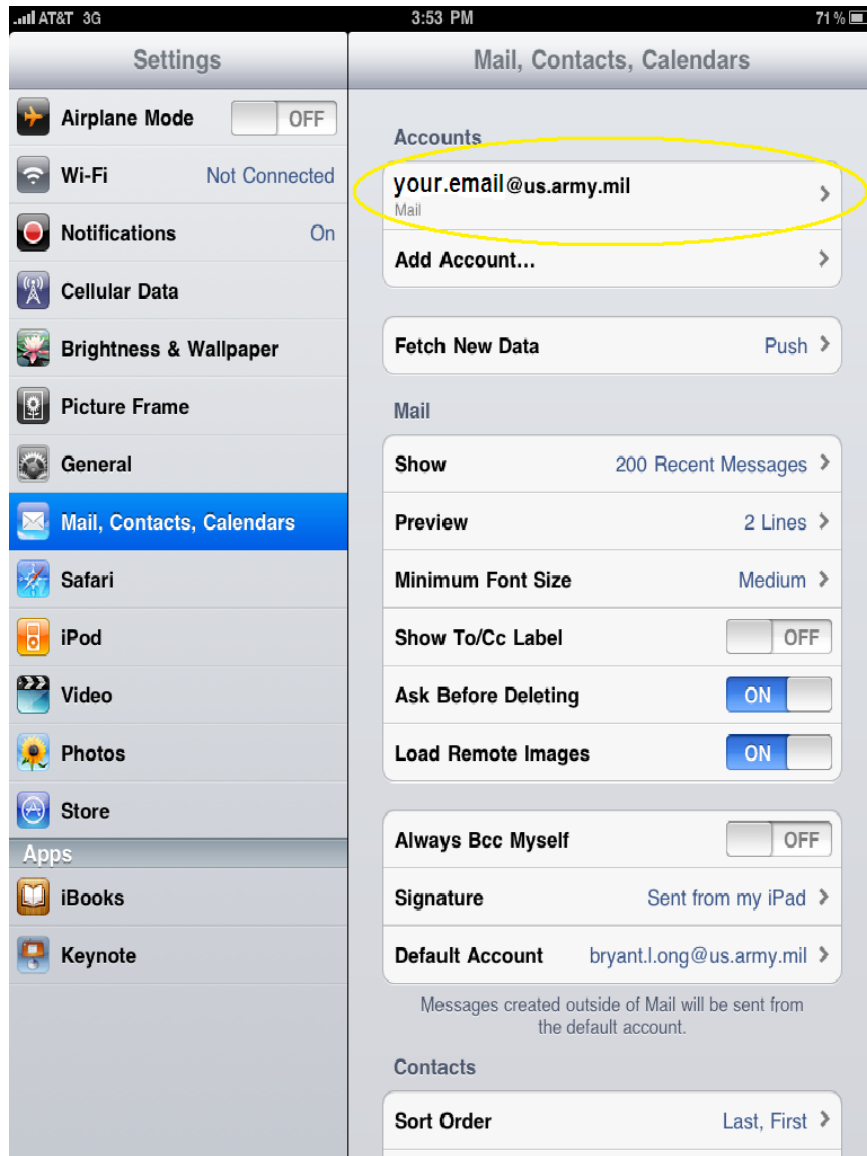 AT&T 3G 3:53 PM 71%
Settings
Airplane Mode OFF
Wi-Fi Not Connected
Notifications On
Cellular Data
Brightness & Wallpaper
Picture Frame
General
Mail, Contacts, Calendars
Safari
iPod
Video
Photos
Store
Apps
iBooks
Keynote
Mail, Contacts, Calendars
Accounts
your.email@us.army.mil
Mail
Add Account...
Fetch New Data Push
Mail
Show 200 Recent Messages
Preview 2 Lines
Minimum Font Size Medium
Show To/Cc Label OFF
Ask Before Deleting ON
Load Remote Images ON
Always Bcc Myself OFF
Signature Sent from my iPad
Default Account bryant.l.ong@us.army.mil
Messages created outside of Mail will be sent from
the default account.
Contacts
Sort Order Last, First